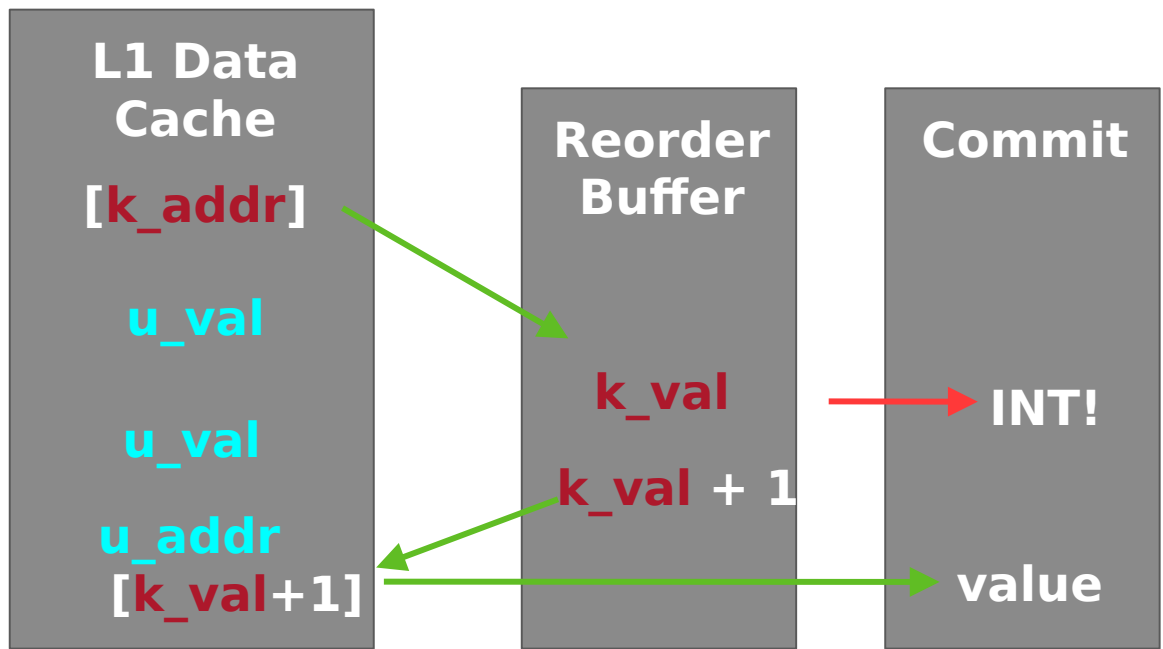 L1 Data
Cache
[k_addr]
u_val
u_val
u_addr
[k_val+1]
Reorder
Buffer
k_val
k_val + 1
Commit
INT!
value